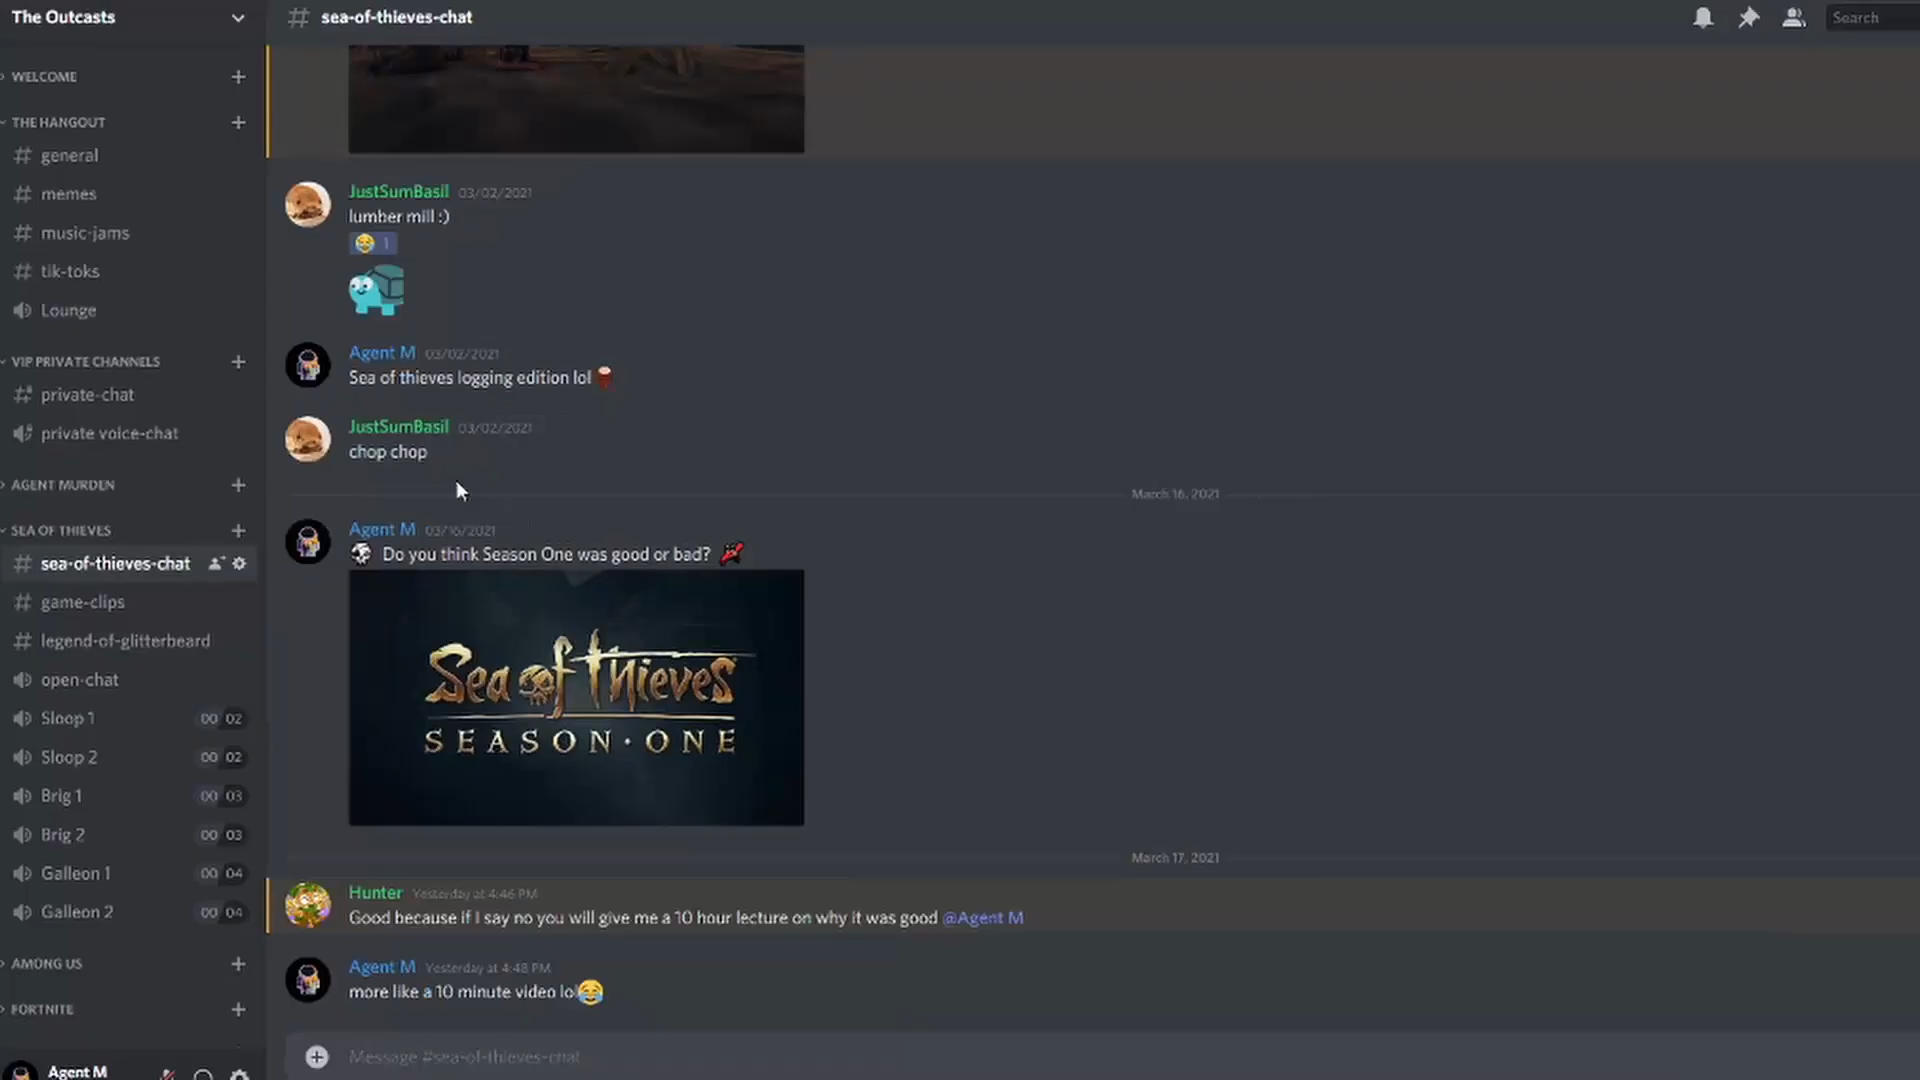 The Outcasts
sea-of-thieves-chat
Search
WELCOME
THE HANGOUT
general
memes
music-jams
tik-toks
Lounge
VIP PRIVATE CHANNELS
private-chat
private voice-chat
AGENT MURDEN
SEA OF THIEVES
sea-of-thieves-chat
game-clips
legend-of-glitterbeard
open-chat
Sloop 1 00 02
Sloop 2 00 02
Brig 1 00 03
Brig 2 00 03
Galleon 1 00 04
Galleon 2 00 04
AMONG US
FORTNITE
Agent M
JustSumBasil 03/02/2021
lumber mill :)
1
Agent M 03/02/2021
Sea of thieves logging edition lol
JustSumBasil 03/02/2021
chop chop
March 16, 2021
Agent M 03/16/2021
Do you think Season One was good or bad?
Sea of Thieves
SEASON·ONE
March 17, 2021
Hunter Yesterday at 4:46 PM
Good because if I say no you will give me a 10 hour lecture on why it was good @Agent M
Agent M Yesterday at 4:48 PM
more like a 10 minute video lol
Message #sea-of-thieves-chat